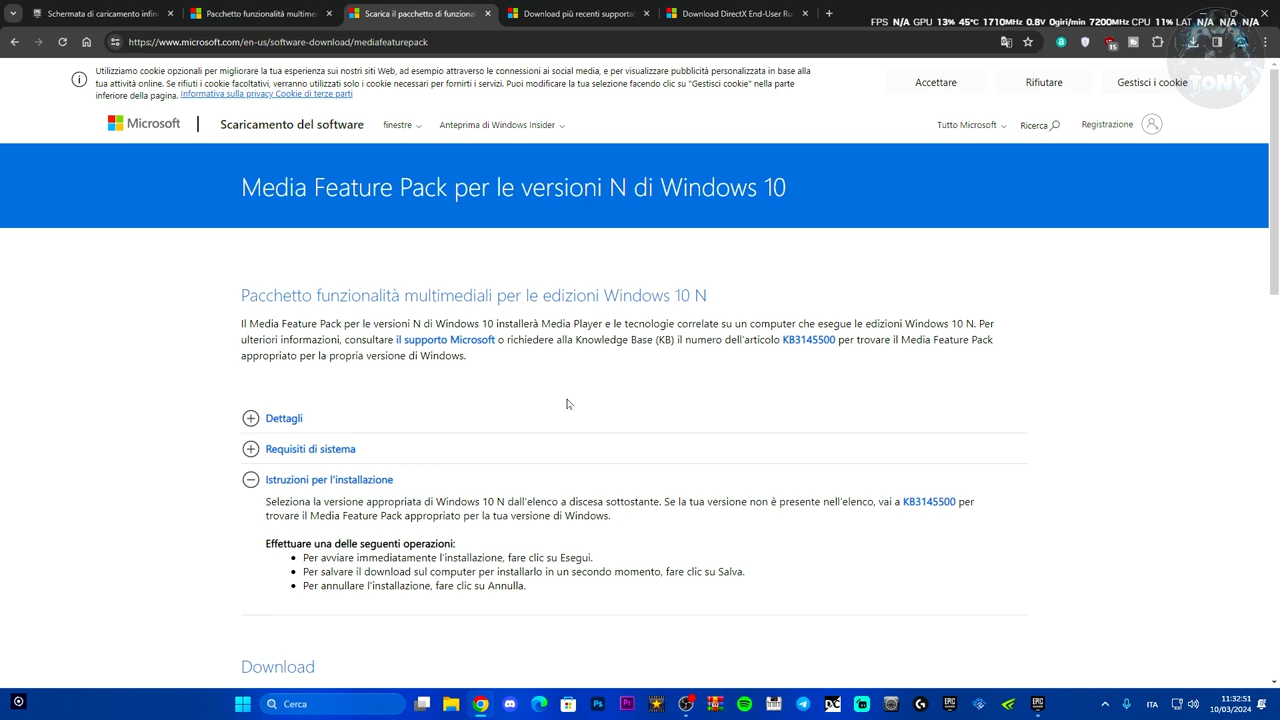 Schermata di caricamento infini
Pacchetto funzionalità multimed
Scarica il pacchetto di funzional
Download più recenti supportat
Download DirectX End-User Ru
FPS N/A GPU 13% 45°C 1710MHz 0.8V 0giri/min 7200MHz CPU 11% LAT N/A N/A N/A
https://www.microsoft.com/en-us/software-download/mediafeaturepack
15
TONY
Utilizziamo cookie opzionali per migliorare la tua esperienza sui nostri siti Web, ad esempio attraverso le connessioni ai social media, e per visualizzare pubblicità personalizzata in base alla
tua attività online. Se rifiuti i cookie facoltativi, verranno utilizzati solo i cookie necessari per fornirti i servizi. Puoi modificare la tua selezione facendo clic su "Gestisci cookie" nella parte
inferiore della pagina. Informativa sulla privacy Cookie di terze parti
Accettare
Rifiutare
Gestisci i cookie
Microsoft
Scaricamento del software
finestre
Anteprima di Windows Insider
Tutto Microsoft
Ricerca
Registrazione
Media Feature Pack per le versioni N di Windows 10
Pacchetto funzionalità multimediali per le edizioni Windows 10 N
Il Media Feature Pack per le versioni N di Windows 10 installerà Media Player e le tecnologie correlate su un computer che esegue le edizioni Windows 10 N. Per
ulteriori informazioni, consultare il supporto Microsoft o richiedere alla Knowledge Base (KB) il numero dell'articolo KB3145500 per trovare il Media Feature Pack
appropriato per la propria versione di Windows.
Dettagli
Requisiti di sistema
Istruzioni per l'installazione
Seleziona la versione appropriata di Windows 10 N dall'elenco a discesa sottostante. Se la tua versione non è presente nell'elenco, vai a KB3145500 per
trovare il Media Feature Pack appropriato per la tua versione di Windows.
Effettuare una delle seguenti operazioni:
Per avviare immediatamente l'installazione, fare clic su Esegui.
Per salvare il download sul computer per installarlo in un secondo momento, fare clic su Salva.
Per annullare l'installazione, fare clic su Annulla.
Download
Cerca
Ps
Pr
DC
EPIC
EPIC
ITA
11:32:51
10/03/2024